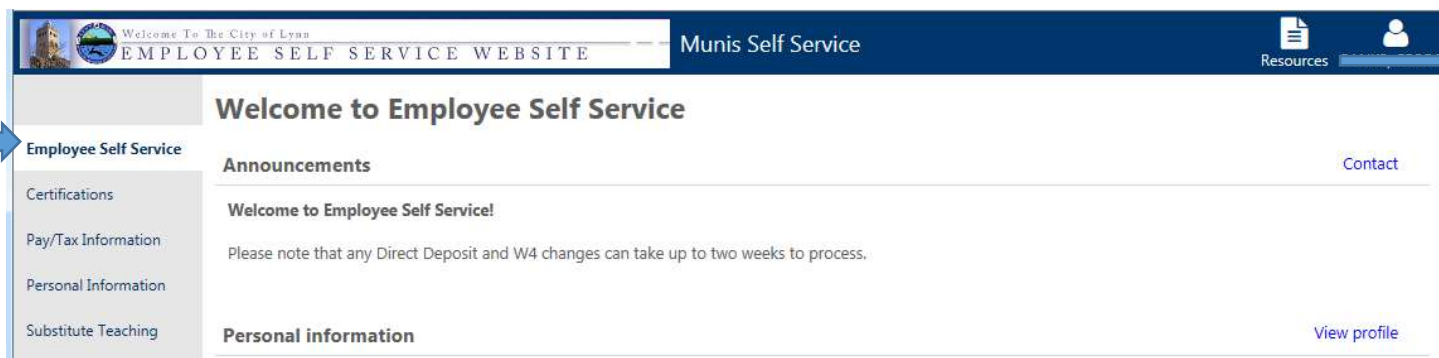 Welcome To The City of Lynn
EMPLOYEE SELF SERVICE WEBSITE
Munis Self Service
Resources
Welcome to Employee Self Service
Employee Self Service
Certifications
Pay/Tax Information
Personal Information
Substitute Teaching
Announcements
Contact
Welcome to Employee Self Service!
Please note that any Direct Deposit and W4 changes can take up to two weeks to process.
Personal information
View profile